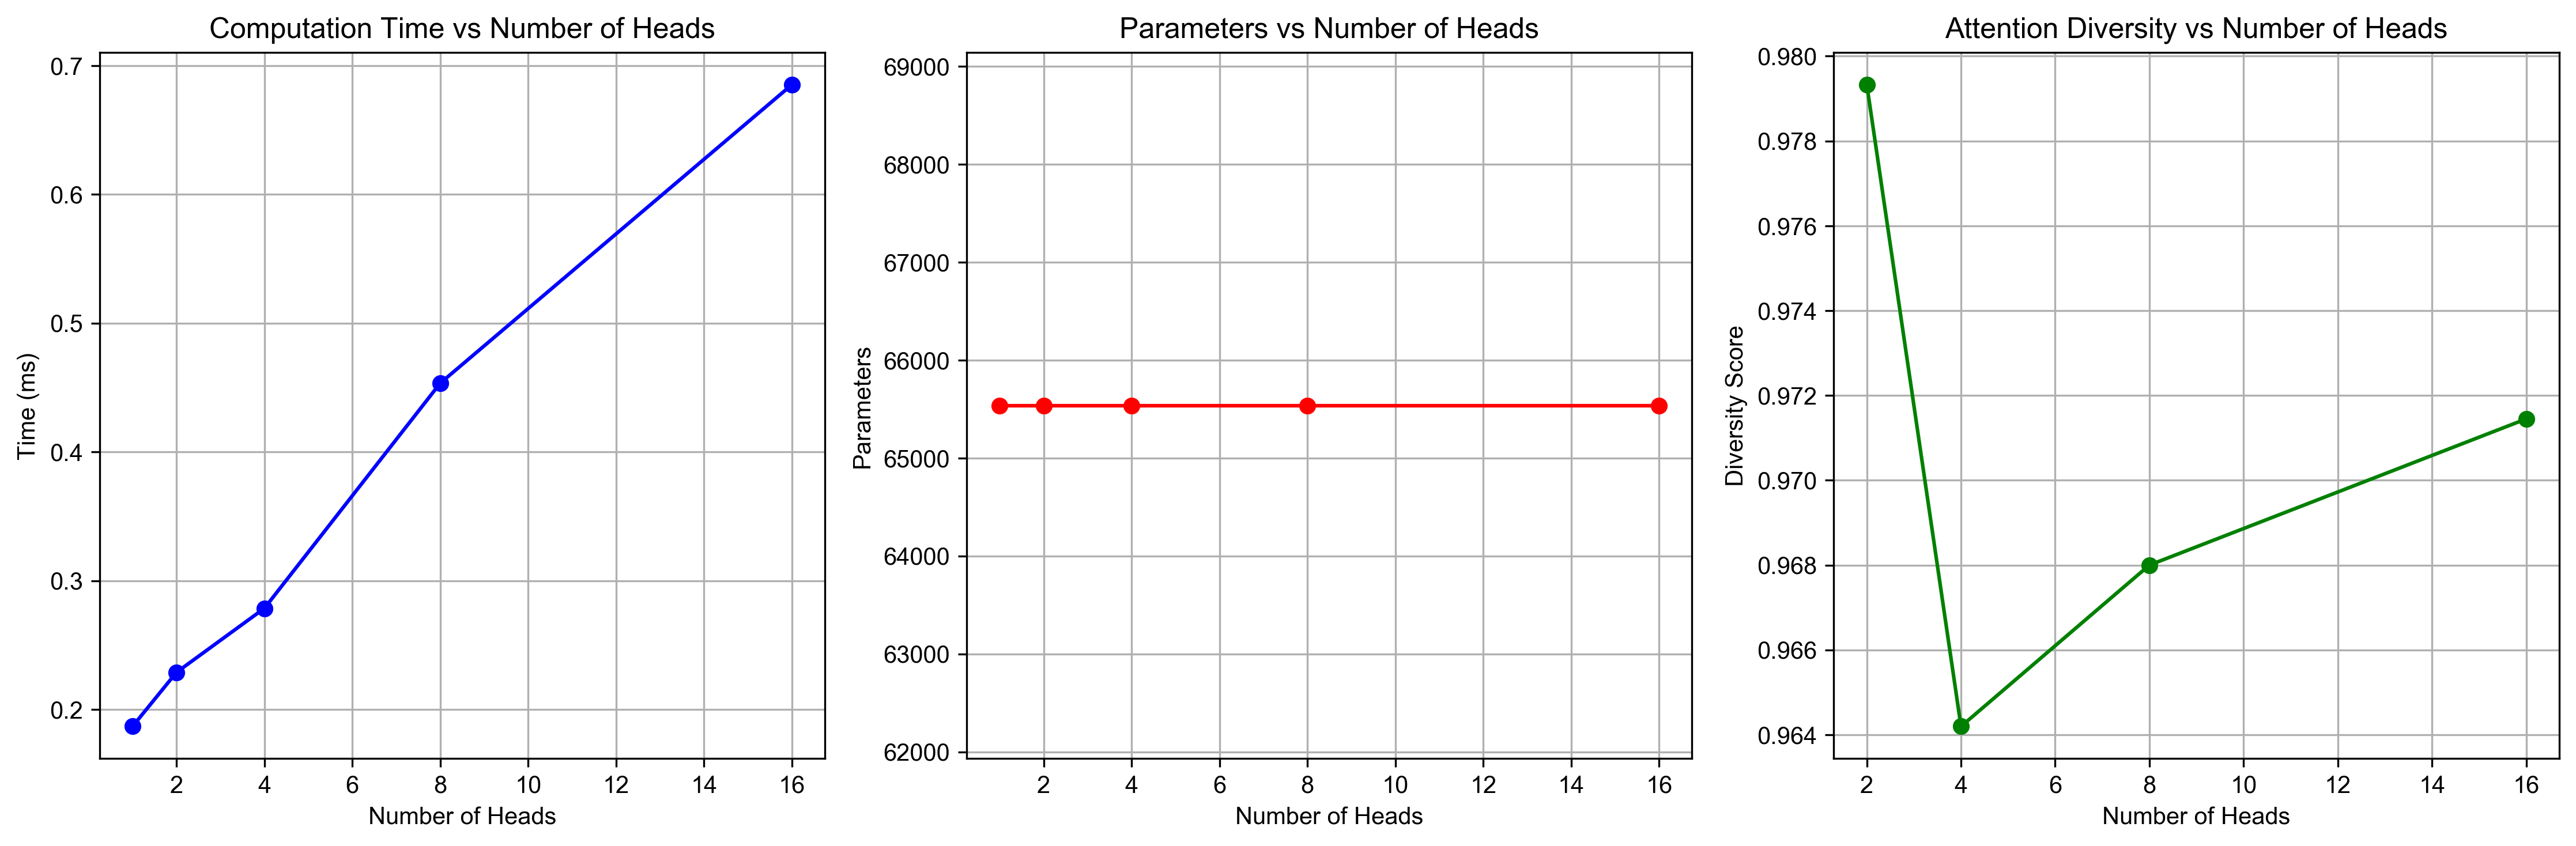 Computation Time vs Number of Heads
0.7
0.6
0.5
0.4
0.3
0.2
Time (ms)
2 4 6 8 10 12 14 16
Number of Heads
Parameters vs Number of Heads
69000
68000
67000
66000
65000
64000
63000
62000
Parameters
2 4 6 8 10 12 14 16
Number of Heads
Attention Diversity vs Number of Heads
0.980
0.978
0.976
0.974
0.972
0.970
0.968
0.966
0.964
Diversity Score
2 4 6 8 10 12 14 16
Number of Heads